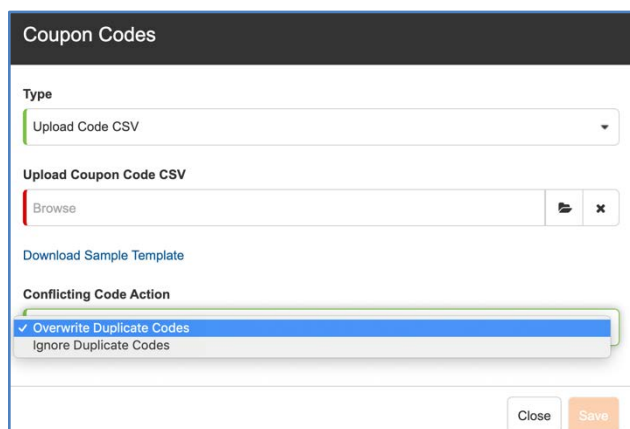 Coupon Codes
Type
Upload Code CSV
Upload Coupon Code CSV
Browse
Download Sample Template
Conflicting Code Action
✓ Overwrite Duplicate Codes
Ignore Duplicate Codes
Close Save